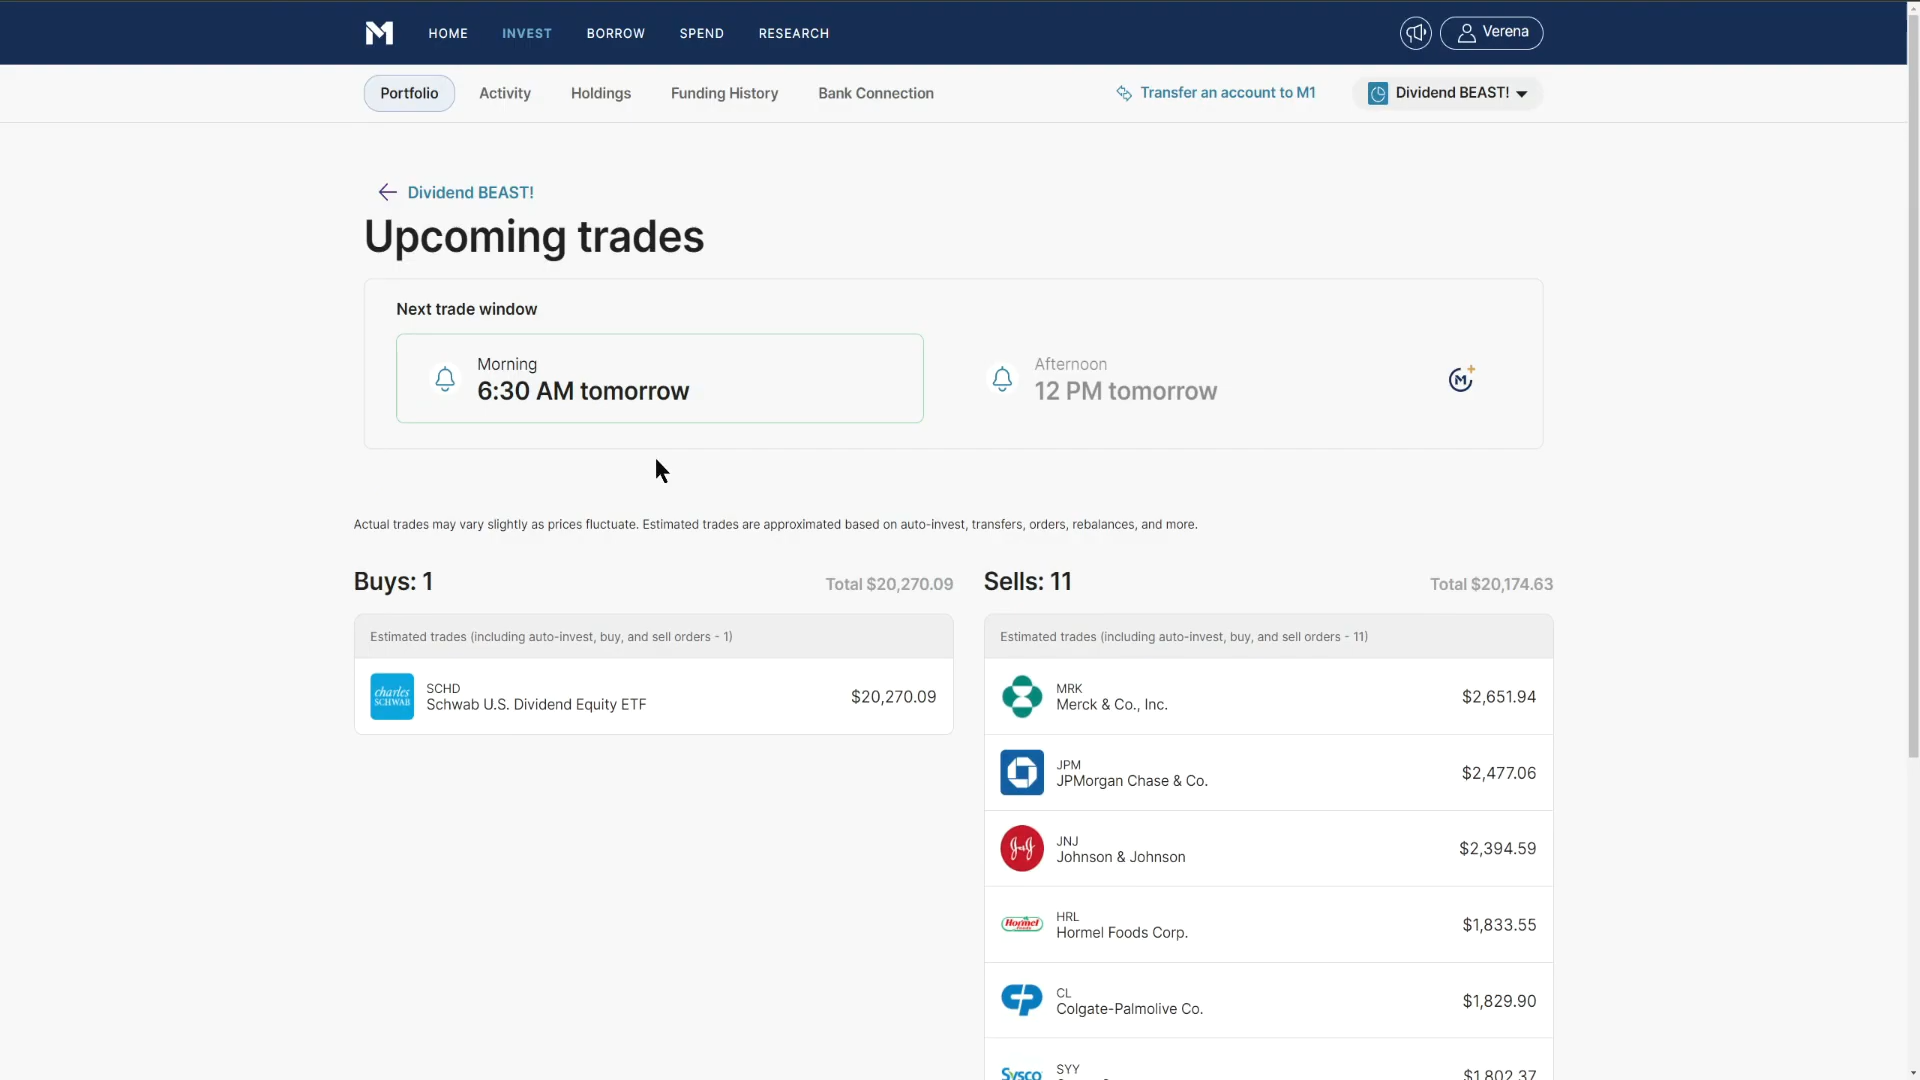 HOME
INVEST
BORROW
SPEND
RESEARCH
Verena
Portfolio
Activity
Holdings
Funding History
Bank Connection
Transfer an account to M1
Dividend BEAST!
Dividend BEAST!
Upcoming trades
Next trade window
Morning
6:30 AM tomorrow
Afternoon
12 PM tomorrow
Actual trades may vary slightly as prices fluctuate. Estimated trades are approximated based on auto-invest, transfers, orders, rebalances, and more.
Buys: 1
Total $20,270.09
Estimated trades (including auto-invest, buy, and sell orders - 1)
charles
SCHWAB
SCHD
Schwab U.S. Dividend Equity ETF
$20,270.09
Sells: 11
Total $20,174.63
Estimated trades (including auto-invest, buy, and sell orders - 11)
MRK
Merck & Co., Inc.
$2,651.94
JPM
JPMorgan Chase & Co.
$2,477.06
JNJ
Johnson & Johnson
$2,394.59
Hormel
HRL
Hormel Foods Corp.
$1,833.55
CL
Colgate-Palmolive Co.
$1,829.90
Sysco
SYY
$1,802.37